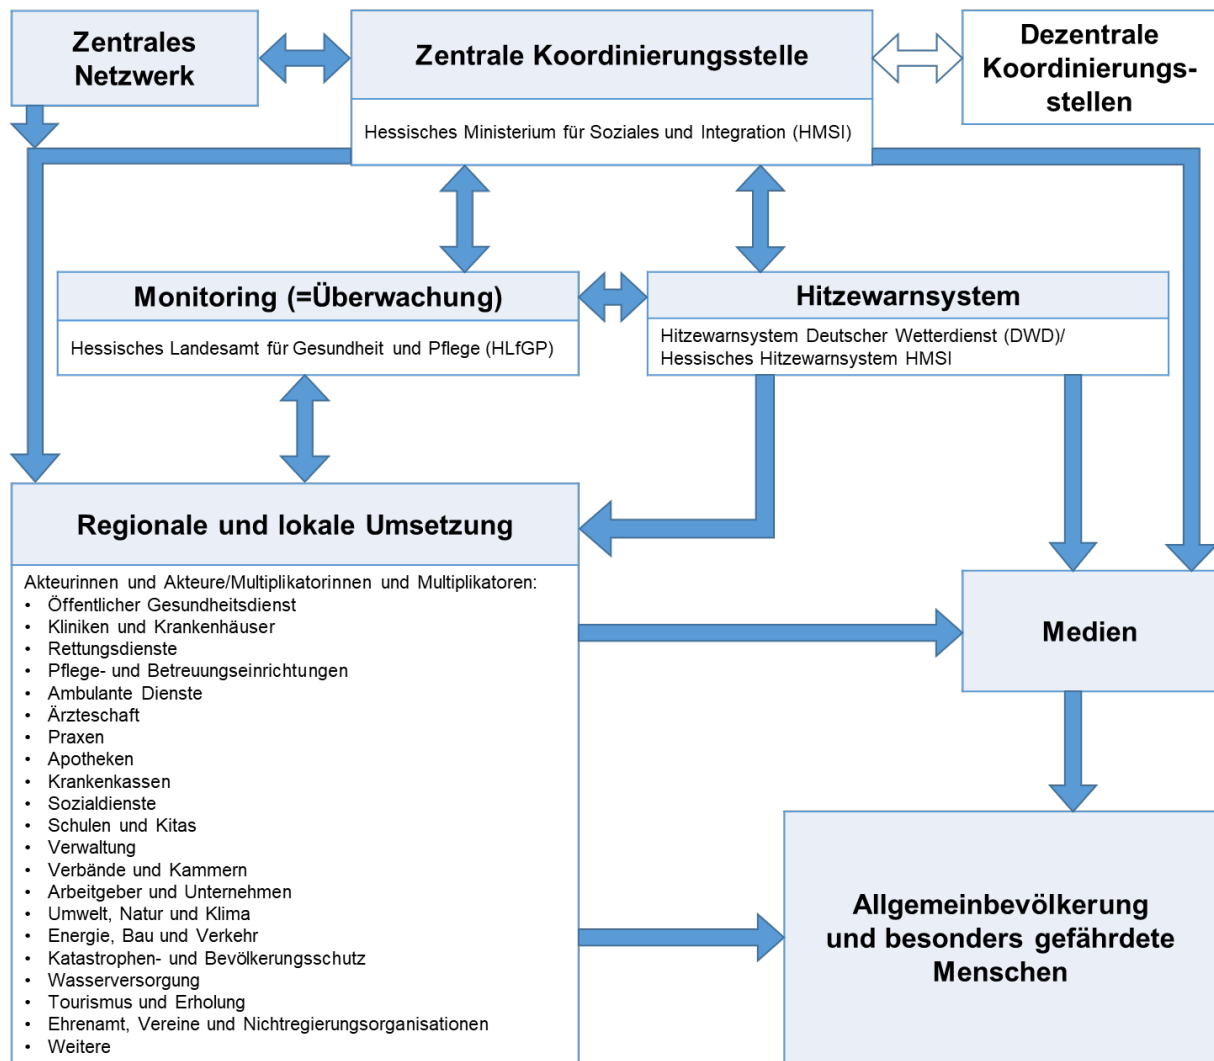 Zentrales
Netzwerk
Zentrale Koordinierungsstelle
Hessisches Ministerium für Soziales und Integration (HMSI)
Dezentrale
Koordinierungs-
stellen
Monitoring (=Überwachung)
Hessisches Landesamt für Gesundheit und Pflege (HLfGP)
Hitzewarnsystem
Hitzewarnsystem Deutscher Wetterdienst (DWD)/
Hessisches Hitzewarnsystem HMSI
Regionale und lokale Umsetzung
Akteurinnen und Akteure/Multiplikatorinnen und Multiplikatoren:
• Öffentlicher Gesundheitsdienst
• Kliniken und Krankenhäuser
• Rettungsdienste
• Pflege- und Betreuungseinrichtungen
• Ambulante Dienste
• Ärzteschaft
• Praxen
• Apotheken
• Krankenkassen
• Sozialdienste
• Schulen und Kitas
• Verwaltung
• Verbände und Kammern
• Arbeitgeber und Unternehmen
• Umwelt, Natur und Klima
• Energie, Bau und Verkehr
• Katastrophen- und Bevölkerungsschutz
• Wasserversorgung
• Tourismus und Erholung
• Ehrenamt, Vereine und Nichtregierungsorganisationen
• Weitere
Medien
Allgemeinbevölkerung
und besonders gefährdete
Menschen